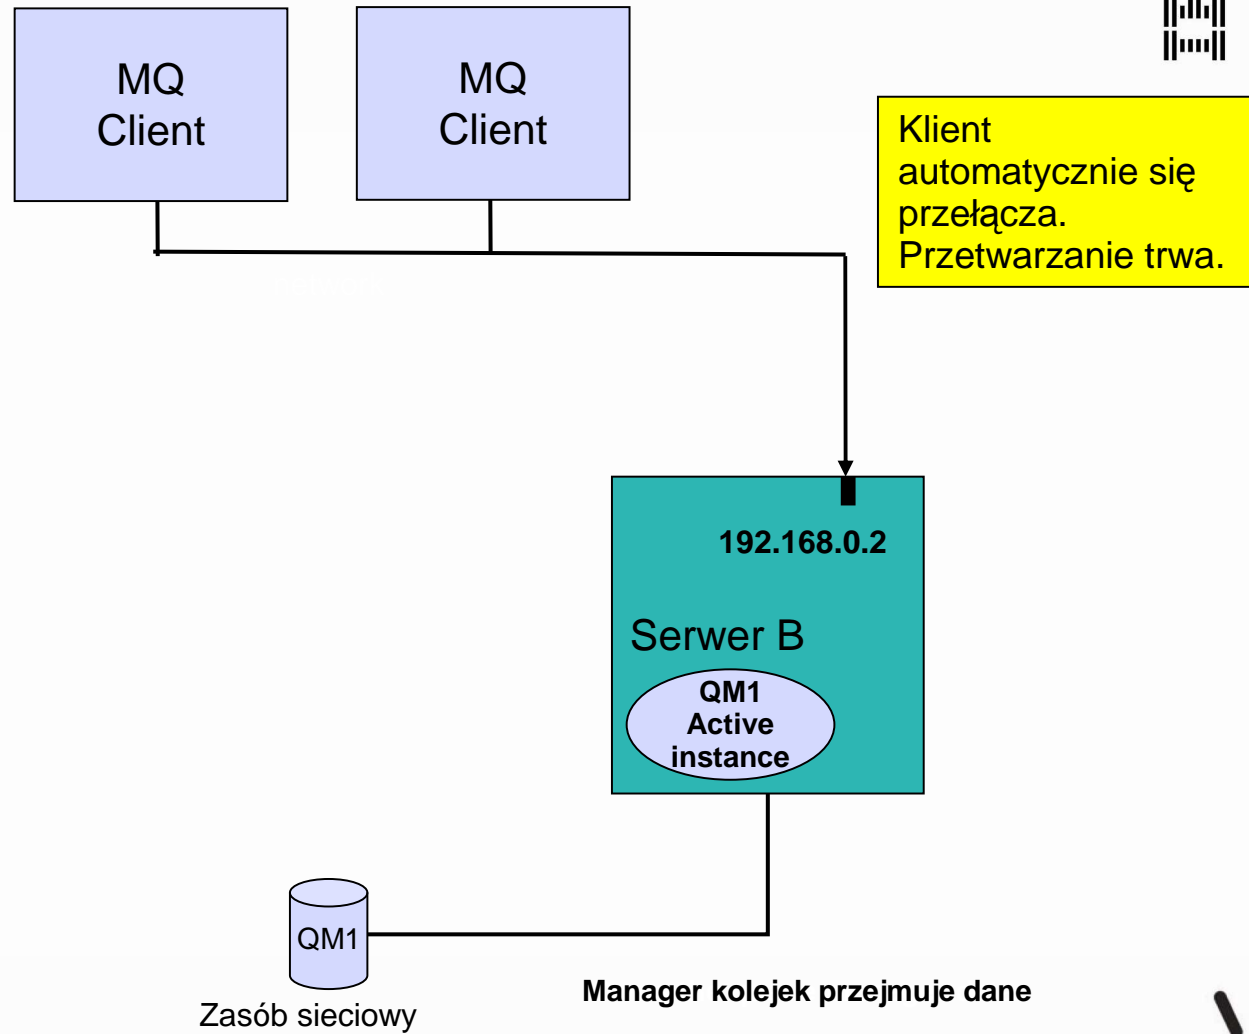 MQ
Client
MQ
Client
Klient
automatycznie się
przełącza.
Przetwarzanie trwa.
192.168.0.2
Serwer B
QM1
Active
instance
QM1
Zasób sieciowy
Manager kolejek przejmuje dane